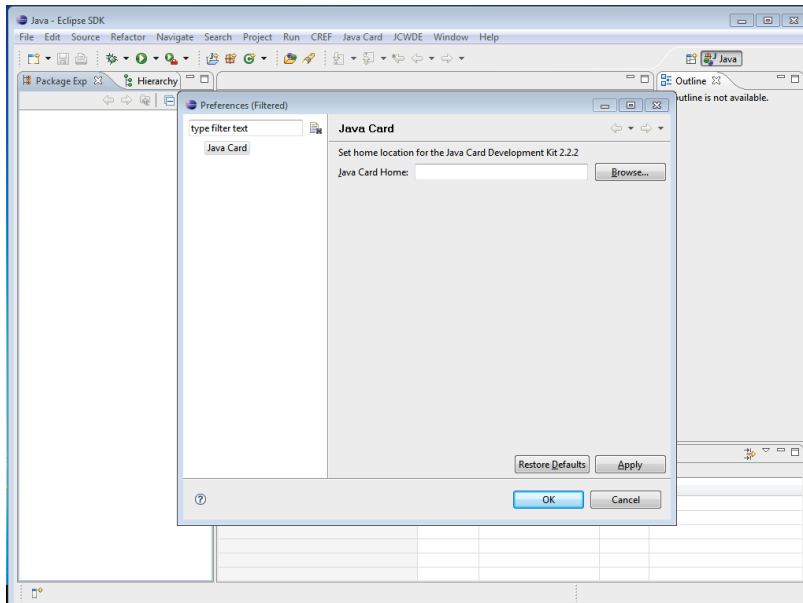 Java - Eclipse SDK
File Edit Source Refactor Navigate Search Project Run CREF Java Card JCWDE Window Help
Java
Package Exp Hierarchy Outline
utline is not available.
Preferences (Filtered)
type filter text
Java Card
Java Card
Set home location for the Java Card Development Kit 2.2.2
Java Card Home: Browse...
Restore Defaults Apply
OK Cancel